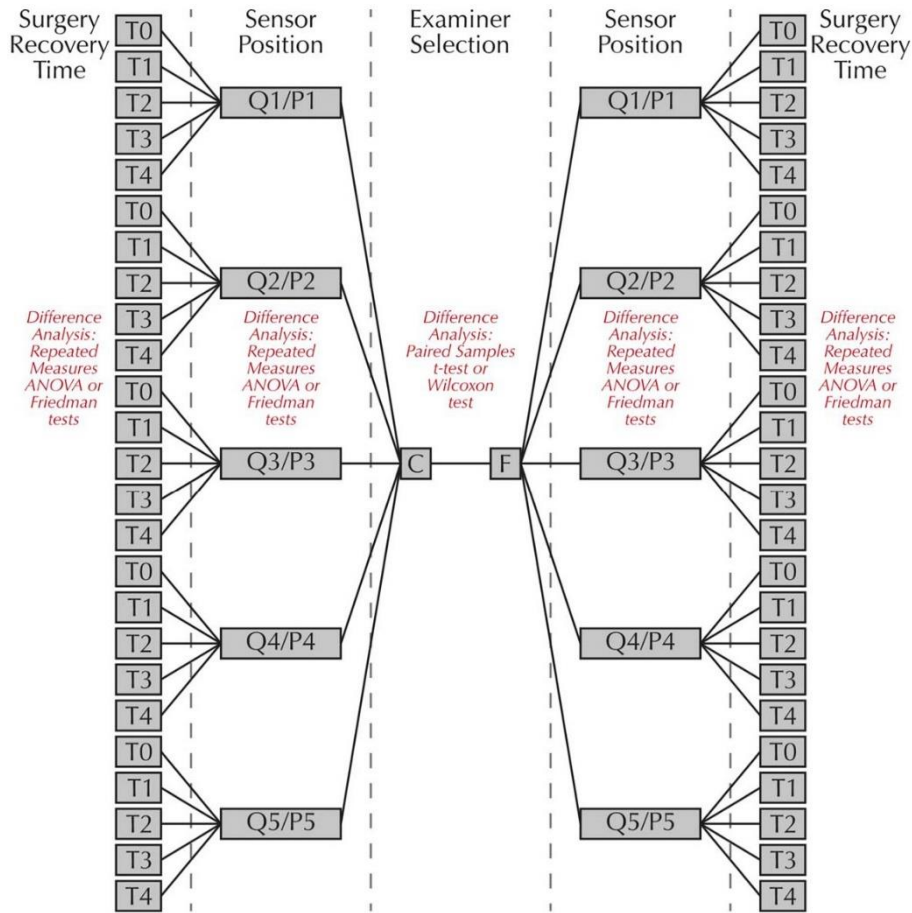 Surgery
Recovery
Time
Sensor
Position
Examiner
Selection
Sensor
Position
Surgery
Recovery
Time
T0
T1
T2
T3
T4
T0
T1
T2
T3
T4
T0
T1
T2
T3
T4
T0
T1
T2
T3
T4
T0
T1
T2
T3
T4
Difference
Analysis:
Repeated
Measures
ANOVA or
Friedman
tests
Q1/P1
Q2/P2
Q3/P3
Q4/P4
Q5/P5
Difference
Analysis:
Repeated
Measures
ANOVA or
Friedman
tests
Difference
Analysis:
Paired Samples
t-test or
Wilcoxon
test
C
F
Q1/P1
Q2/P2
Q3/P3
Q4/P4
Q5/P5
Difference
Analysis:
Repeated
Measures
ANOVA or
Friedman
tests
T0
T1
T2
T3
T4
T0
T1
T2
T3
T4
T0
T1
T2
T3
T4
T0
T1
T2
T3
T4
T0
T1
T2
T3
T4
Difference
Analysis:
Repeated
Measures
ANOVA or
Friedman
tests